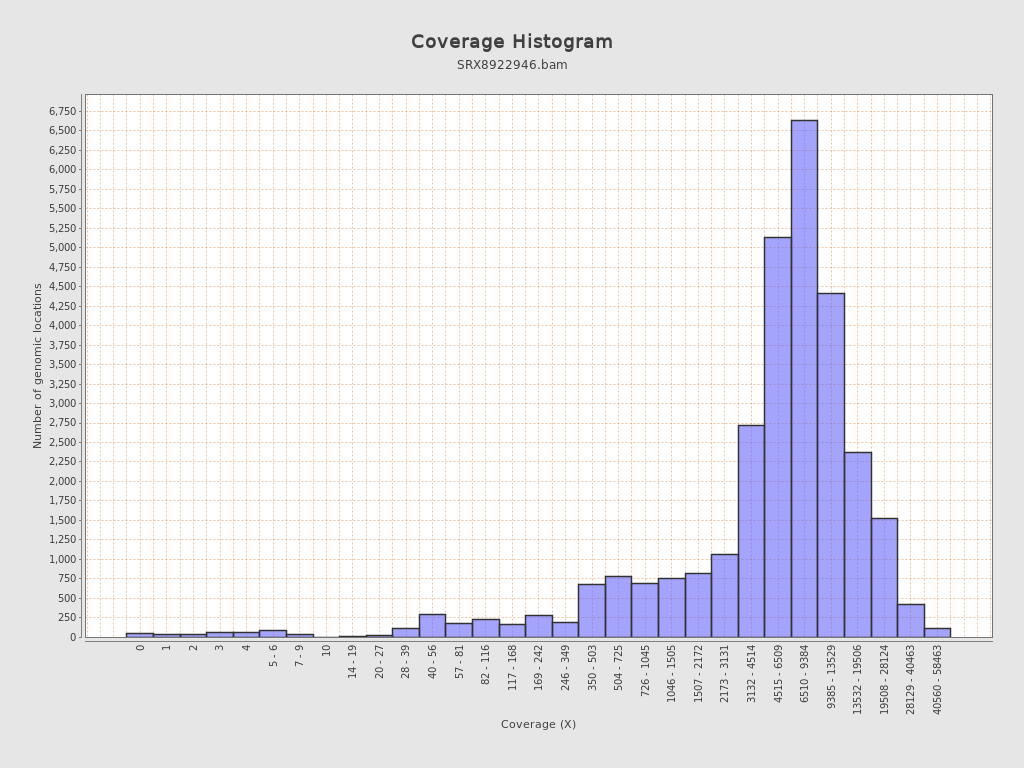 Coverage Histogram
SRX8922946.bam
Number of genomic locations
6,750
6,500
6,250
6,000
5,750
5,500
5,250
5,000
4,750
4,500
4,250
4,000
3,750
3,500
3,250
3,000
2,750
2,500
2,250
2,000
1,750
1,500
1,250
1,000
750
500
250
0
0
1
2
3
4
5 - 6
7 - 9
10
14 - 19
20 - 27
28 - 39
40 - 56
57 - 81
82 - 116
117 - 168
169 - 242
246 - 349
350 - 503
504 - 725
726 - 1045
1046 - 1505
1507 - 2172
2173 - 3131
3132 - 4514
4515 - 6509
6510 - 9384
9385 - 13529
13532 - 19506
19508 - 28124
28129 - 40463
40560 - 58463
Coverage (X)